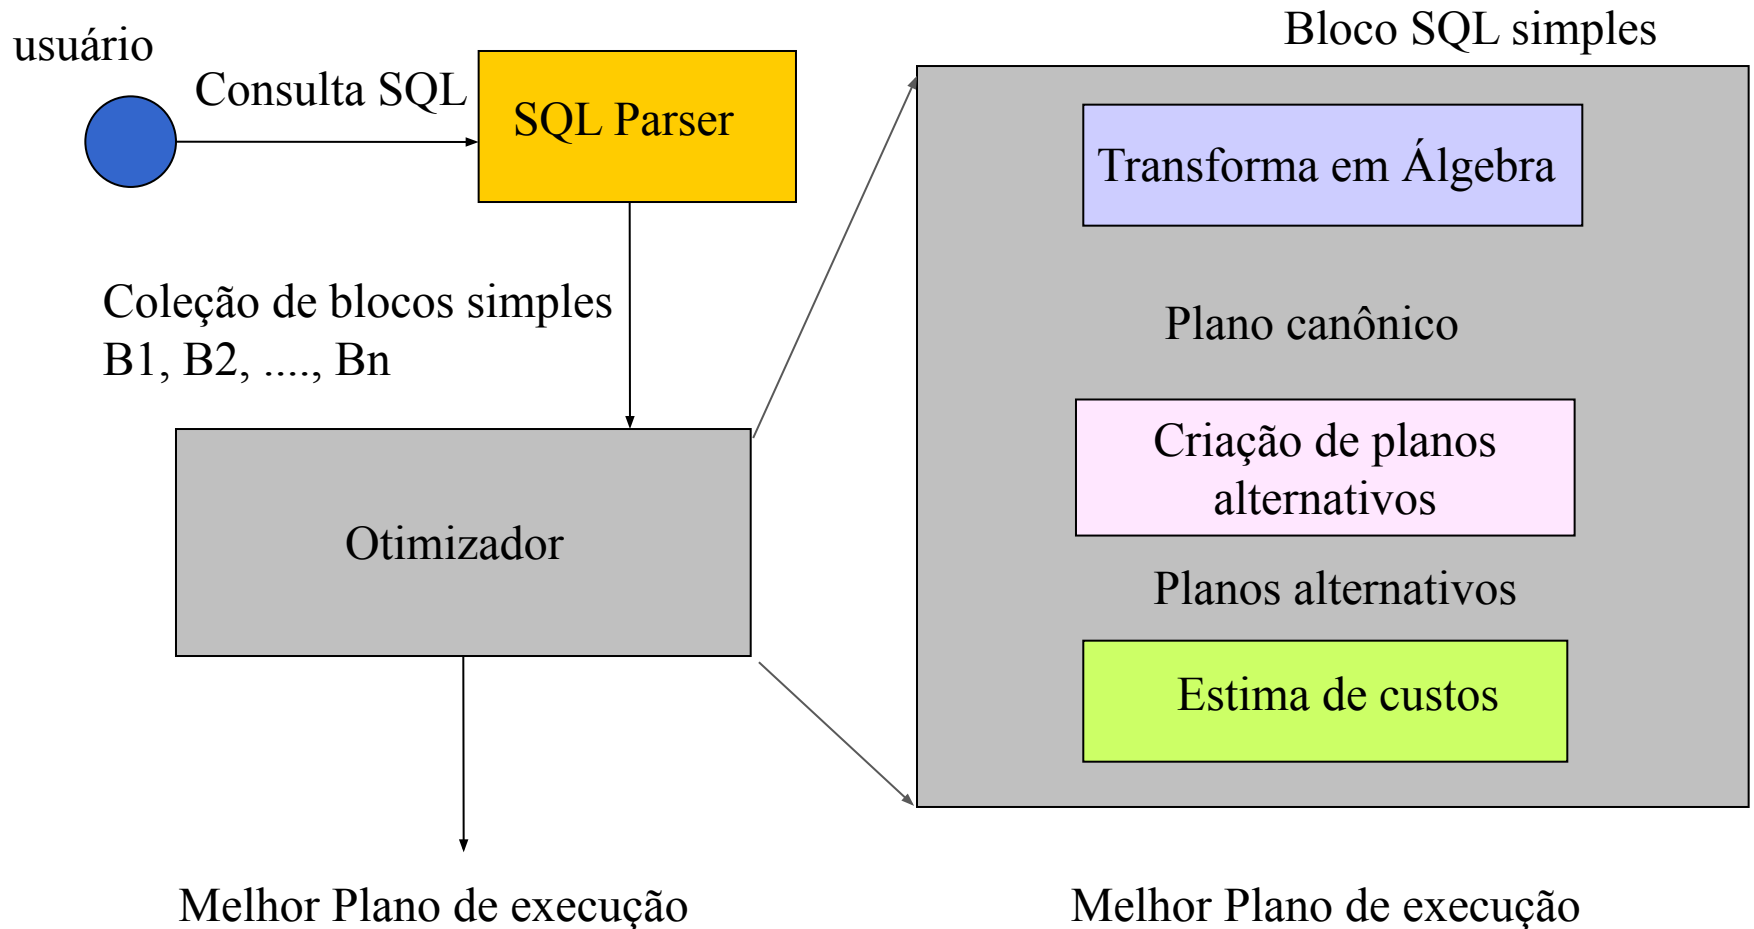 usuário
Consulta SQL
SQL Parser
Coleção de blocos simples
B1, B2, ...., Bn
Otimizador
Melhor Plano de execução
Bloco SQL simples
Transforma em Álgebra
Plano canônico
Criação de planos
alternativos
Planos alternativos
Estima de custos
Melhor Plano de execução